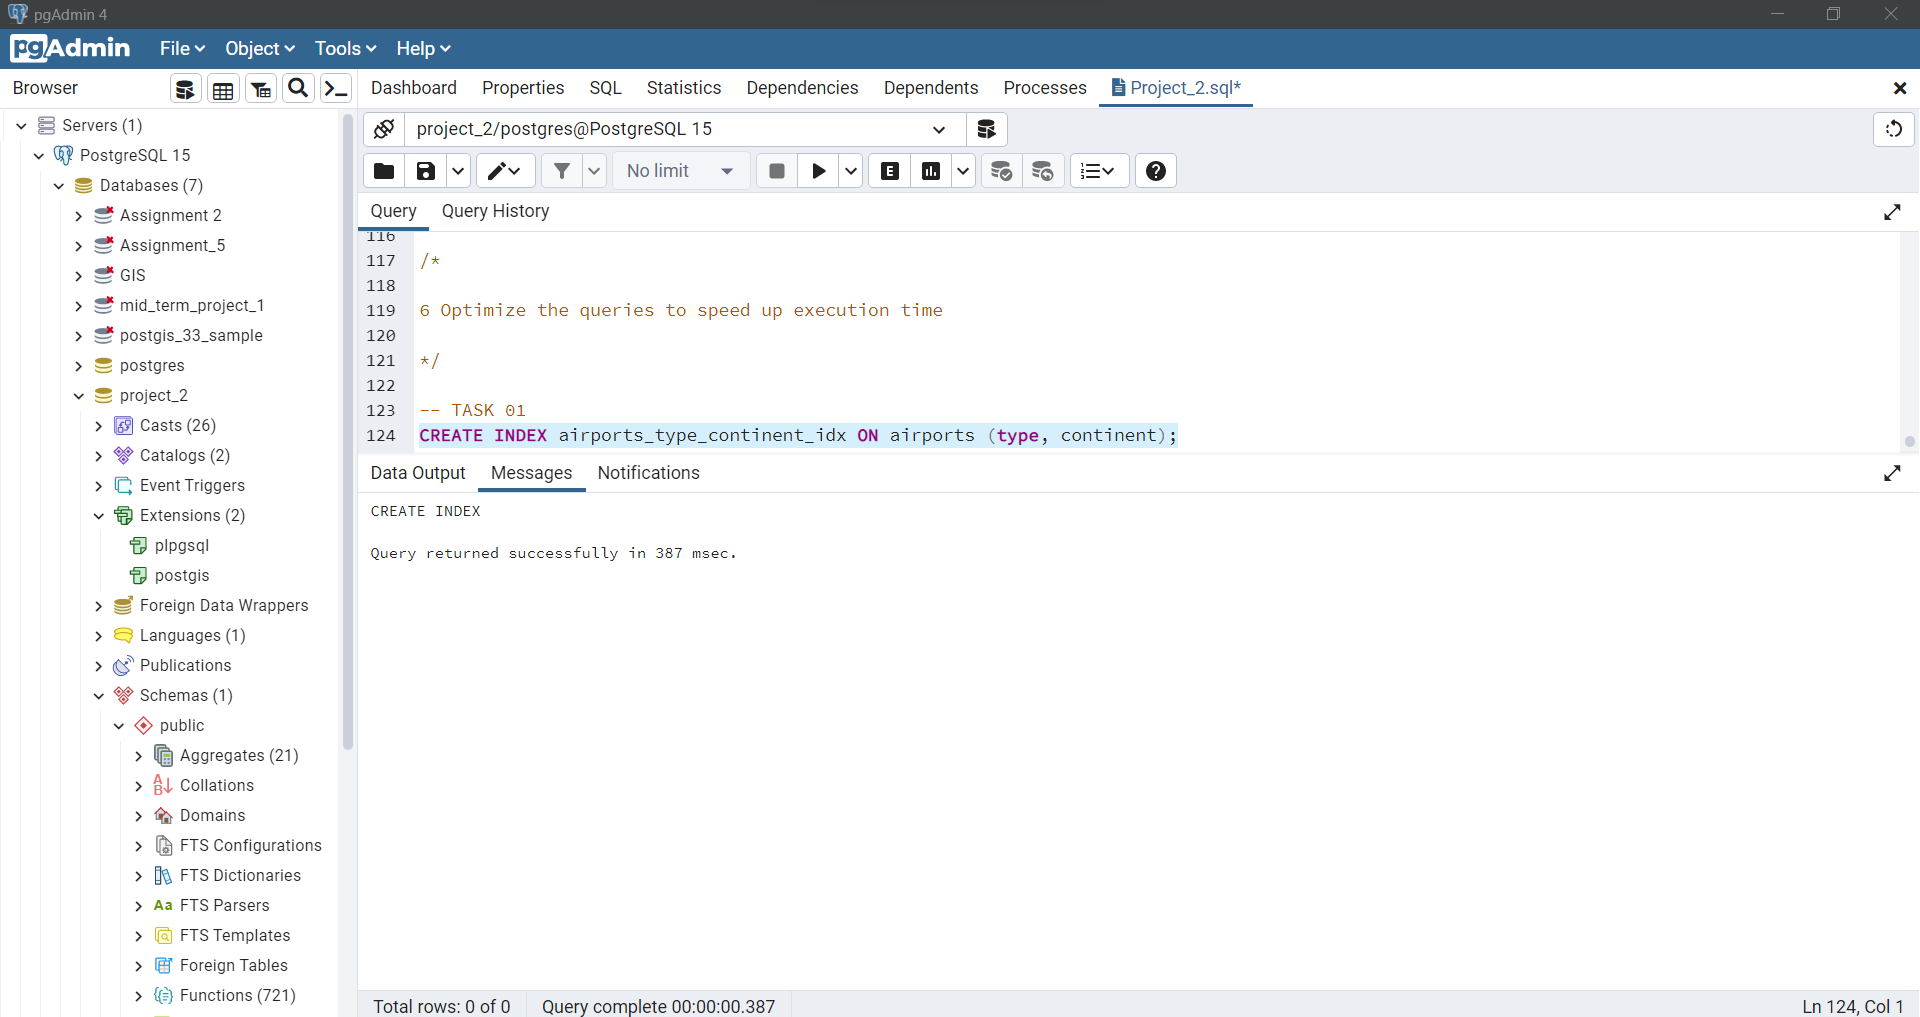 pgAdmin 4
pgAdmin File Object Tools Help
Browser
Dashboard Properties SQL Statistics Dependencies Dependents Processes Project_2.sql*
Servers (1)
PostgreSQL 15
Databases (7)
Assignment 2
Assignment_5
GIS
mid_term_project_1
postgis_33_sample
postgres
project_2
Casts (26)
Catalogs (2)
Event Triggers
Extensions (2)
plpgsql
postgis
Foreign Data Wrappers
Languages (1)
Publications
Schemas (1)
public
Aggregates (21)
Collations
Domains
FTS Configurations
FTS Dictionaries
Aa FTS Parsers
FTS Templates
Foreign Tables
Functions (721)
project_2/postgres@PostgreSQL 15
No limit E
Query Query History
116
117 /*
118
119 6 Optimize the queries to speed up execution time
120
121 */
122
123 -- TASK 01
124 CREATE INDEX airports_type_continent_idx ON airports (type, continent);
Data Output Messages Notifications
CREATE INDEX
Query returned successfully in 387 msec.
Total rows: 0 of 0 Query complete 00:00:00.387 Ln 124, Col 1